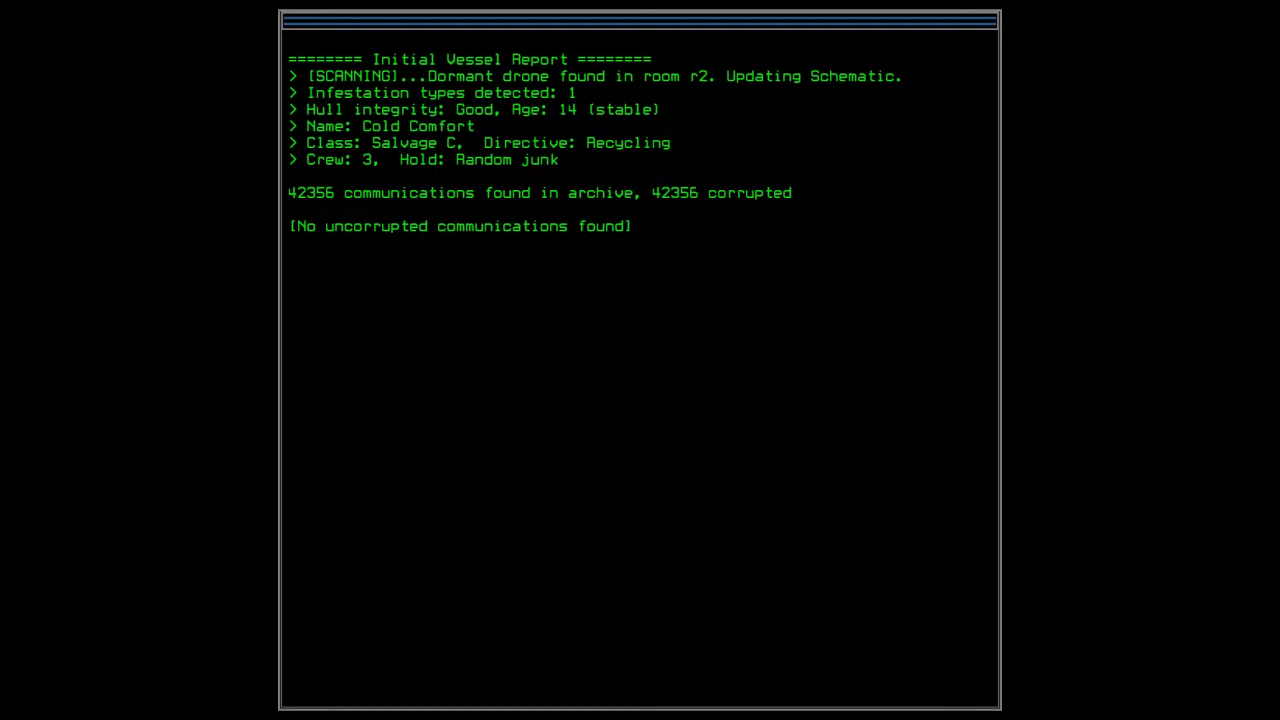 ======== Initial Vessel Report ========
> [SCANNING]...Dormant drone found in room r2. Updating Schematic.
> Infestation types detected: 1
> Hull integrity: Good, Age: 14 (stable)
> Name: Cold Comfort
> Class: Salvage C,  Directive: Recycling
> Crew: 3,  Hold: Random junk
42356 communications found in archive, 42356 corrupted
[No uncorrupted communications found]